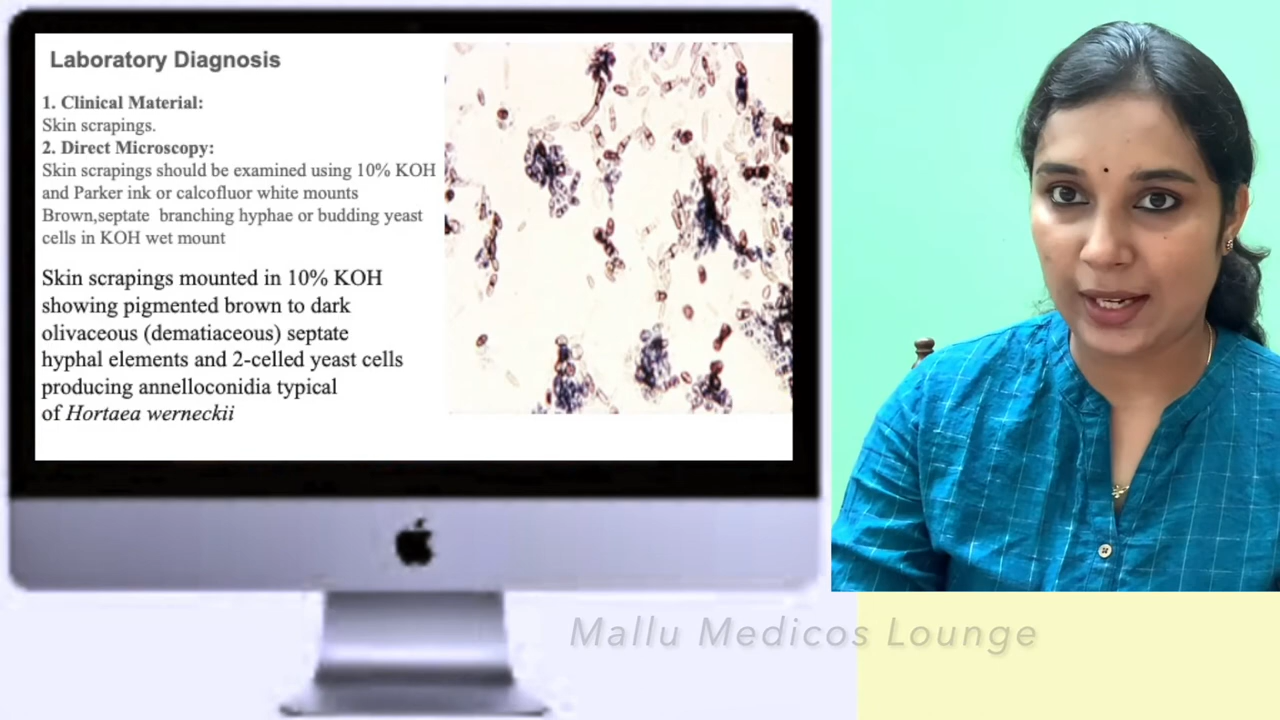 Laboratory Diagnosis
1. Clinical Material:
Skin scrapings.
2. Direct Microscopy:
Skin scrapings should be examined using 10% KOH
and Parker ink or calcofluor white mounts
Brown,septate branching hyphae or budding yeast
cells in KOH wet mount
Skin scrapings mounted in 10% KOH
showing pigmented brown to dark
olivaceous (dematiaceous) septate
hyphal elements and 2-celled yeast cells
producing annelloconidia typical
of Hortaea werneckii
Mallu Medicos Lounge